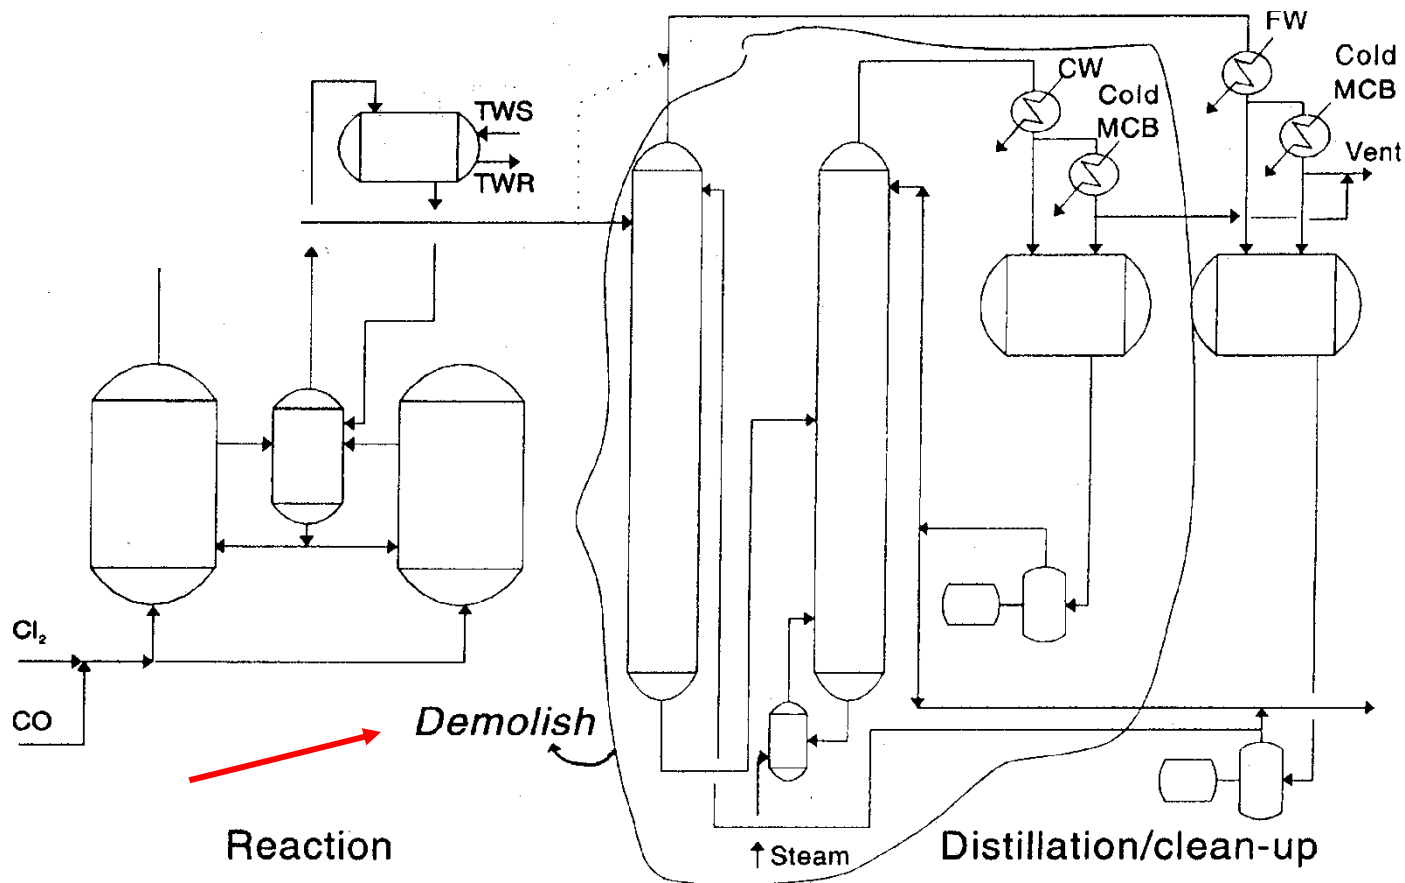 FW
Cold
MCB
CW
Cold
MCB
Vent
TWS
TWR
Cl₂
CO
Demolish
Reaction
Steam
Distillation/clean-up